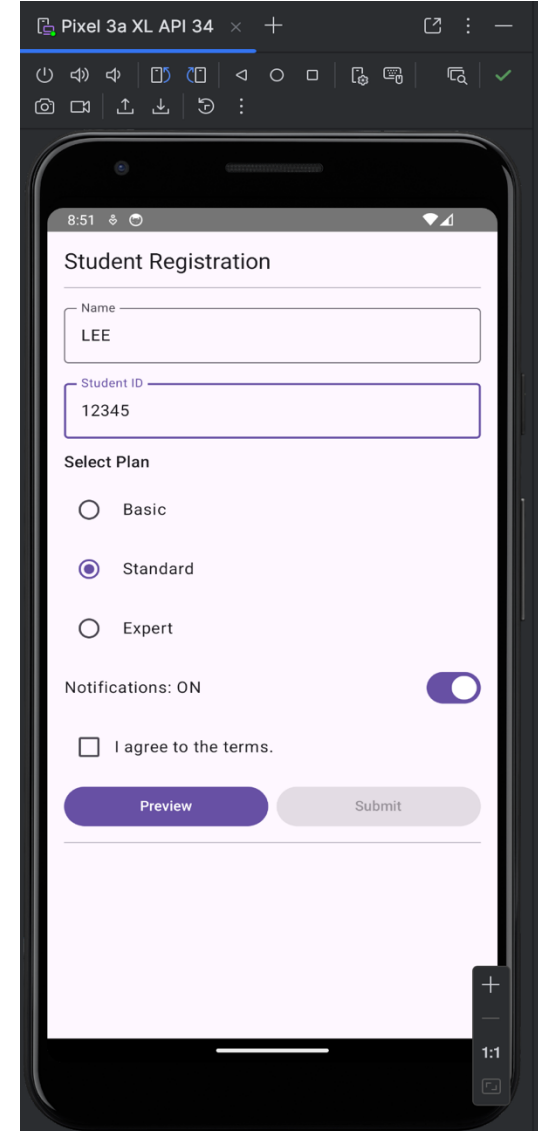 Pixel 3a XL API 34
8:51
Student Registration
Name
LEE
Student ID
12345
Select Plan
Basic
Standard
Expert
Notifications: ON
I agree to the terms.
Preview Submit
1:1